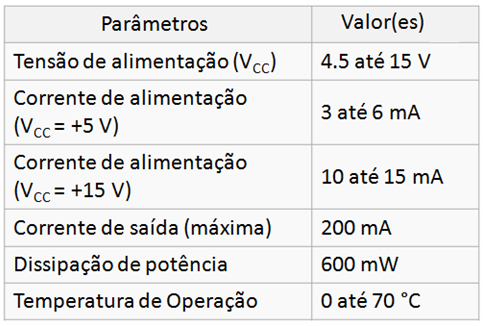 Parâmetros Valor(es)
Tensão de alimentação (VCC) 4.5 até 15 V
Corrente de alimentação
(VCC = +5 V) 3 até 6 mA
Corrente de alimentação
(VCC = +15 V) 10 até 15 mA
Corrente de saída (máxima) 200 mA
Dissipação de potência 600 mW
Temperatura de Operação 0 até 70 °C